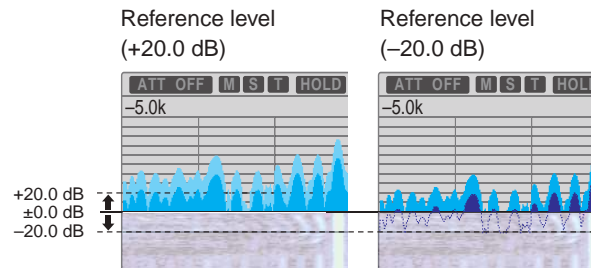 Reference level
(+20.0 dB)
Reference level
(–20.0 dB)
ATT OFF M S T HOLD
–5.0k
ATT OFF M S T HOL
–5.0k
+20.0 dB
±0.0 dB
–20.0 dB